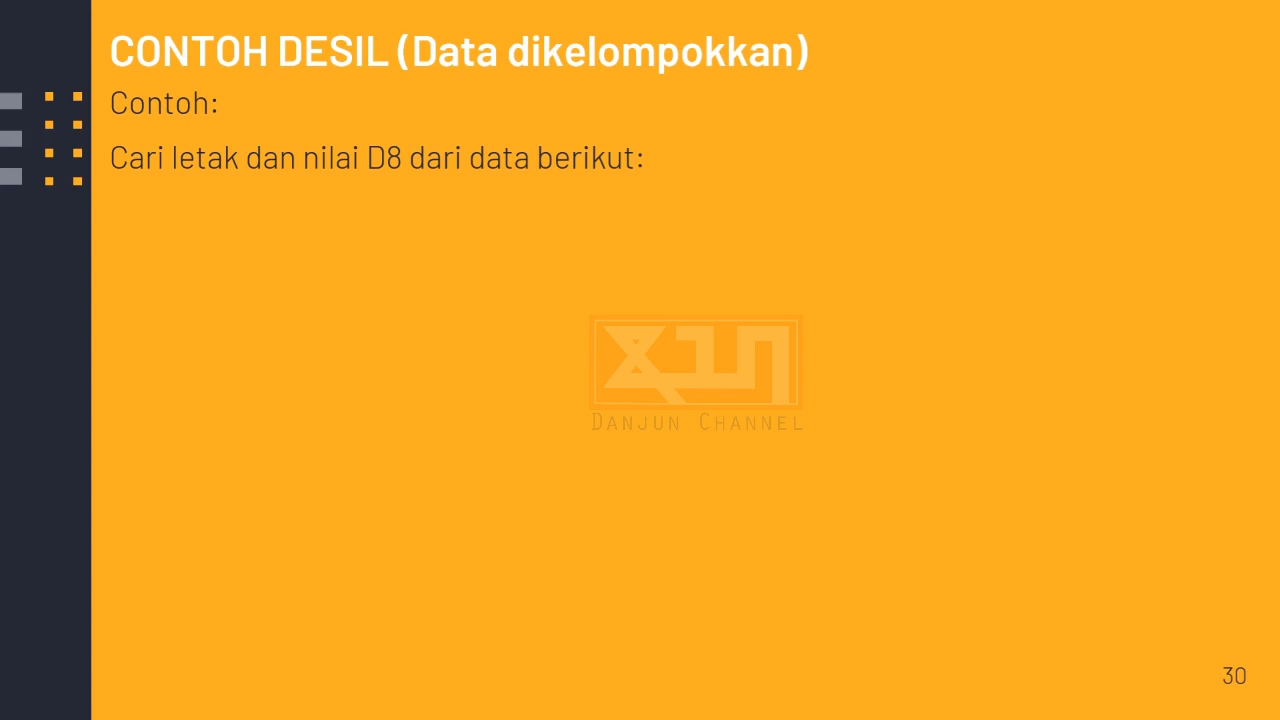 CONTOH DESIL (Data dikelompokkan)
Contoh:
Cari letak dan nilai D8 dari data berikut:
DANJUN CHANNEL
30